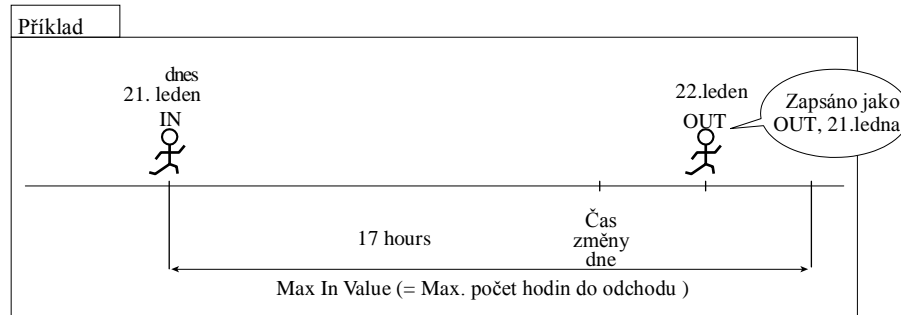 Příklad
dnes
21. leden
IN
22.leden
OUT
Zapsáno jako
OUT, 21.ledna
17 hours
Čas
změny
dne
Max In Value (= Max. počet hodin do odchodu )